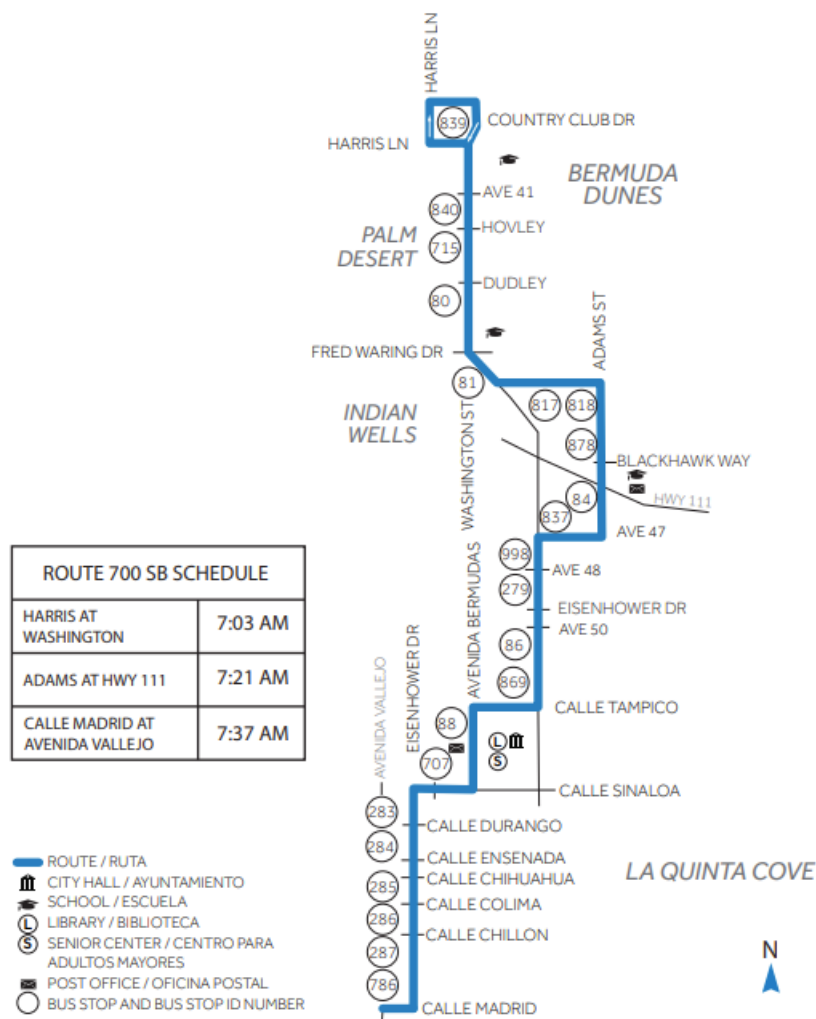 HARRIS LN
839
COUNTRY CLUB DR
HARRIS LN
BERMUDA
DUNES
AVE 41
840
HOVLEY
PALM
DESERT
715
DUDLEY
80
ADAMS ST
FRED WARING DR
81
817
818
INDIAN
WELLS
WASHINGTON ST
878
BLACKHAWK WAY
84
HWY 111
837
AVE 47
998
AVE 48
279
EISENHOWER DR
AVE 50
86
869
AVENIDA BERMUDAS
CALLE TAMPICO
EISENHOWER DR
AVENIDA VALLEJO
88
L
S
707
CALLE SINALOA
283
CALLE DURANGO
284
CALLE ENSENADA
285
CALLE CHIHUAHUA
LA QUINTA COVE
286
CALLE COLIMA
287
CALLE CHILLON
786
CALLE MADRID
N
ROUTE 700 SB SCHEDULE
HARRIS AT
WASHINGTON
7:03 AM
ADAMS AT HWY 111
7:21 AM
CALLE MADRID AT
AVENIDA VALLEJO
7:37 AM
ROUTE / RUTA
CITY HALL / AYUNTAMIENTO
SCHOOL / ESCUELA
L LIBRARY / BIBLIOTECA
S SENIOR CENTER / CENTRO PARA
ADULTOS MAYORES
POST OFFICE / OFICINA POSTAL
BUS STOP AND BUS STOP ID NUMBER